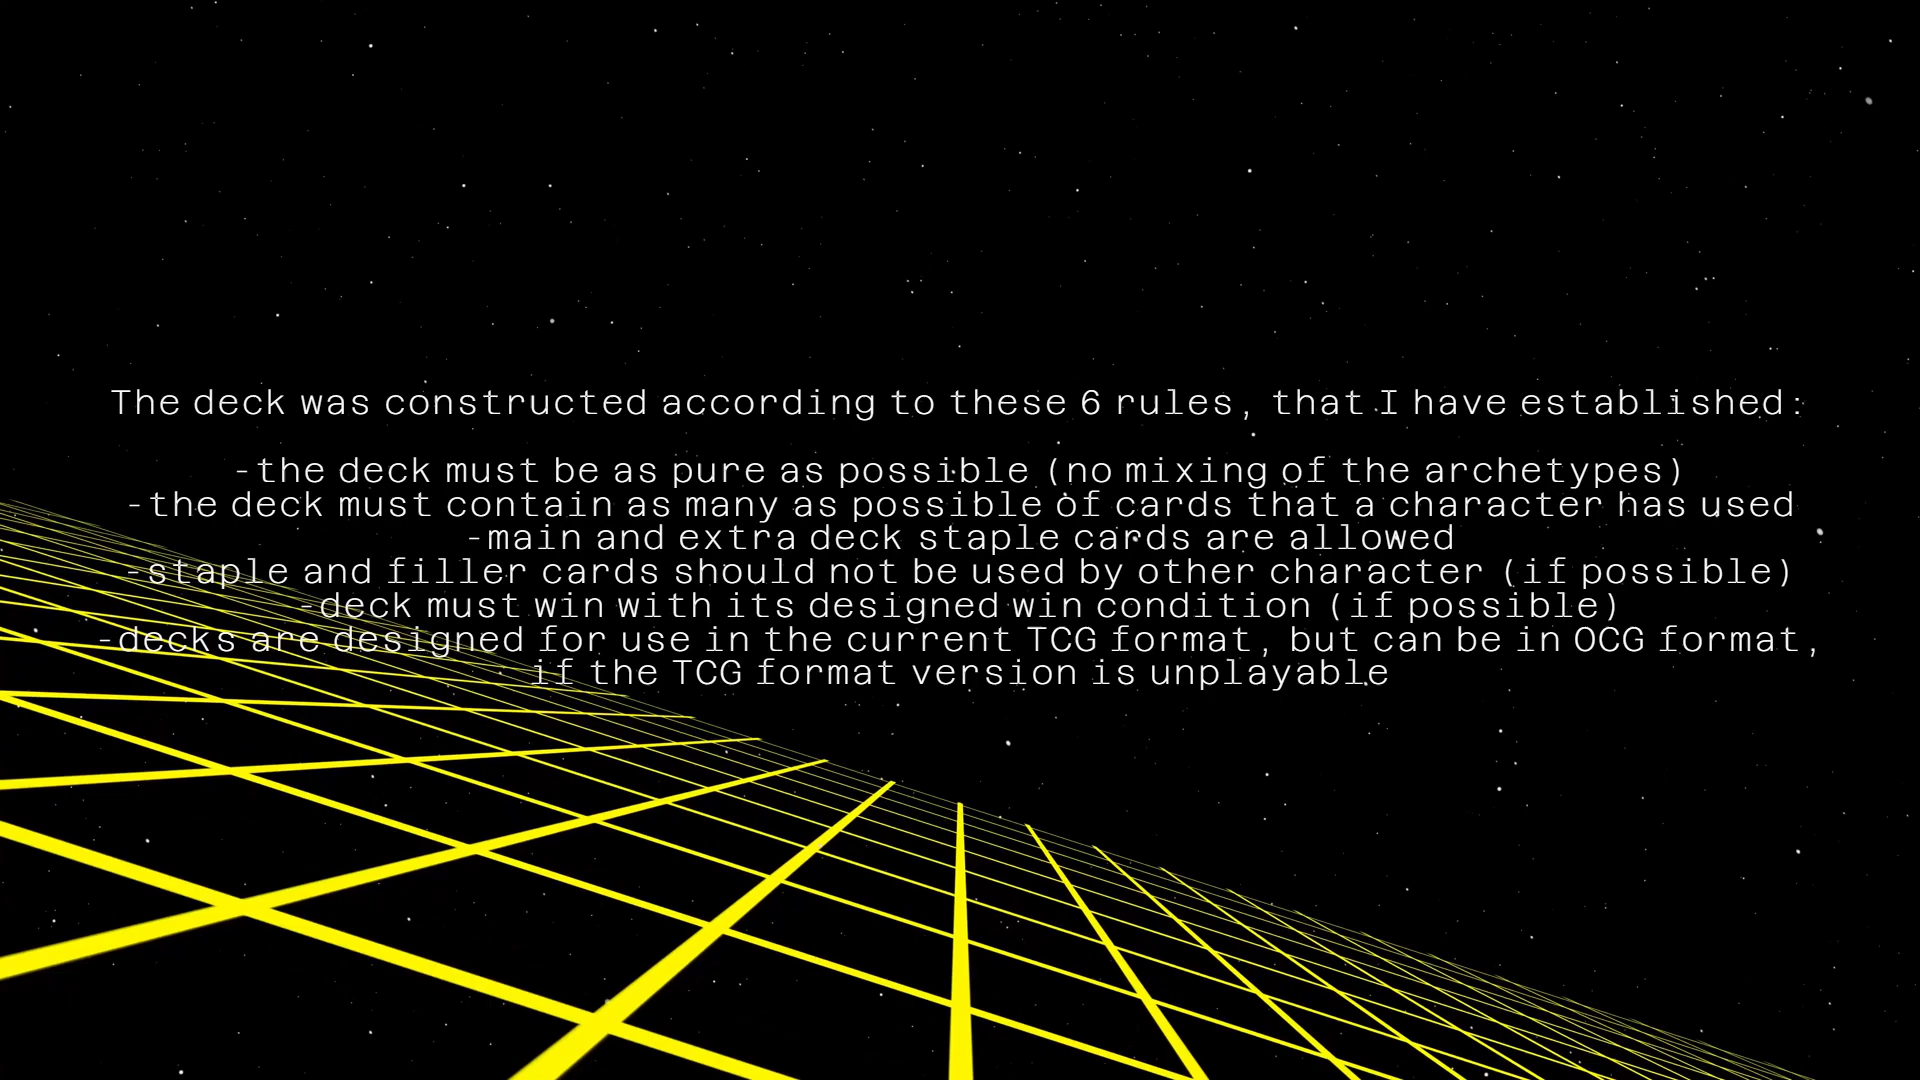 The deck was constructed according to these 6 rules, that I have established:
-the deck must be as pure as possible (no mixing of the archetypes)
-the deck must contain as many as possible of cards that a character has used
-main and extra deck staple cards are allowed
-staple and filler cards should not be used by other character (if possible)
-deck must win with its designed win condition (if possible)
-decks are designed for use in the current TCG format, but can be in OCG format,
if the TCG format version is unplayable